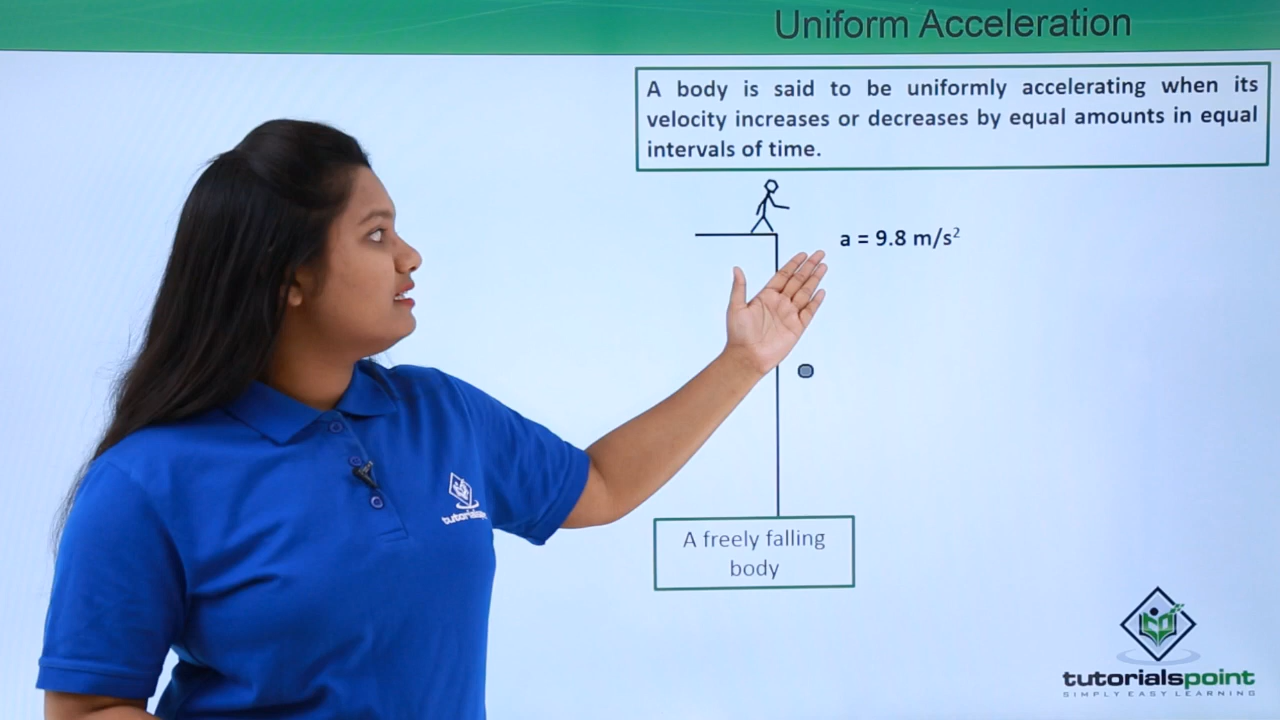 Uniform Acceleration
A body is said to be uniformly accelerating when its
velocity increases or decreases by equal amounts in equal
intervals of time.
a = 9.8 m/s²
A freely falling
body
tutorialspoint
SIMPLY EASY LEARNING